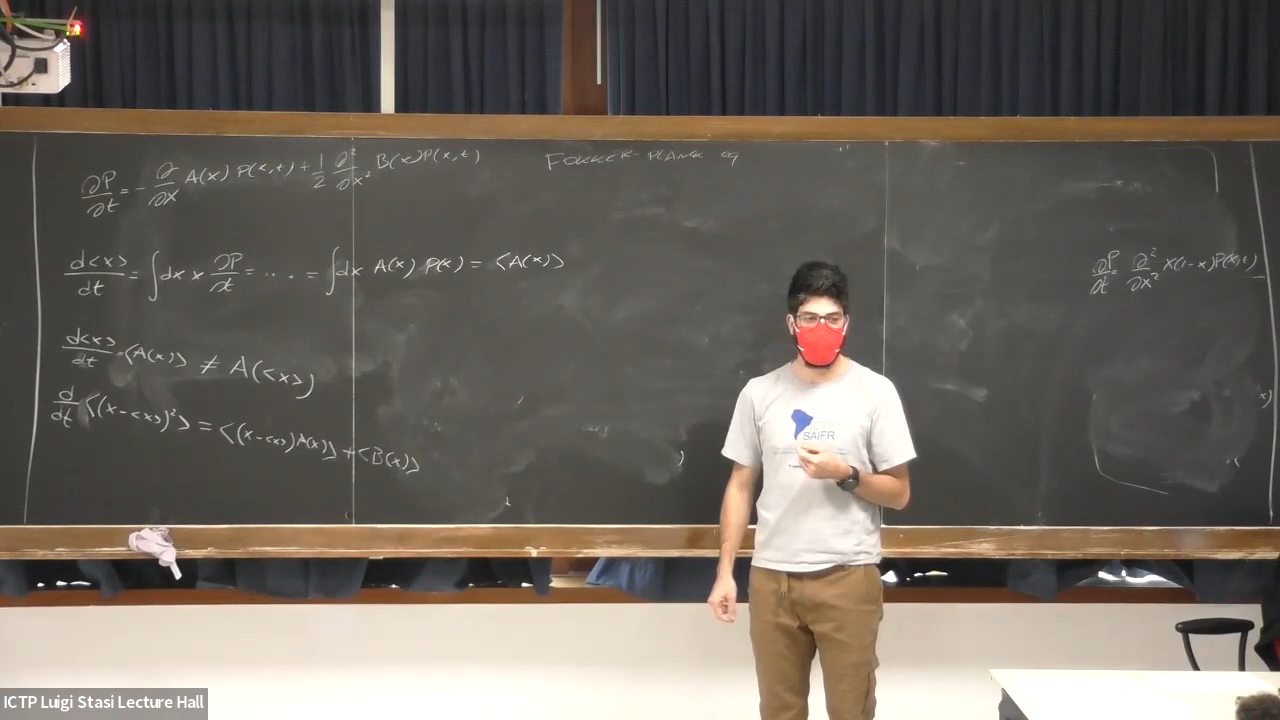 ∂P/∂t = - ∂/∂x A(x) P(x,t) + 1/2 ∂²/∂x² B(x)P(x,t)
FOKKER-PLANK eq
d<x>/dt = ∫dx x ∂P/∂t = .... = ∫dx A(x) P(x) = <A(x)>
∂P/∂t = ∂²/∂x² x(1-x)P(x,t)
d<x>/dt = <A(x)> ≠ A(<x>)
d/dt <(x-<x>)²> = <(x-<x>)A(x)> + <B(x)>
SAIFR
ICTP Luigi Stasi Lecture Hall